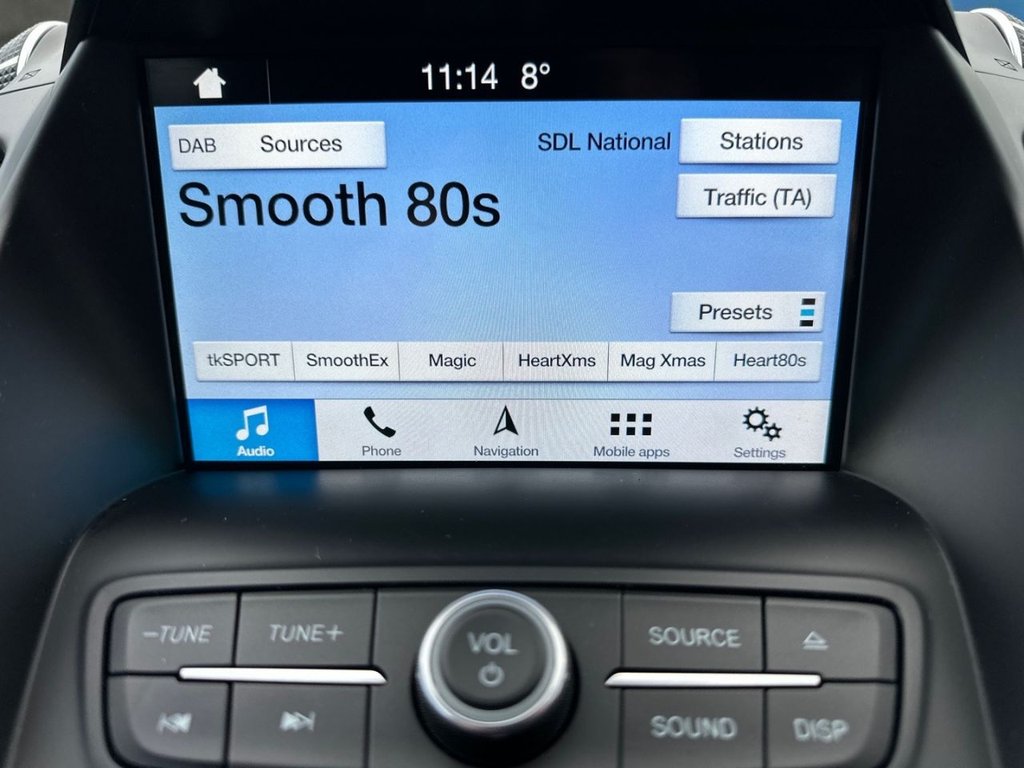 11:14 8°
DAB Sources SDL National Stations
Smooth 80s Traffic (TA)
Presets
tkSPORT SmoothEx Magic HeartXms Mag Xmas Heart80s
Audio Phone Navigation Mobile apps Settings
-TUNE TUNE+ VOL SOURCE
SOUND DISP